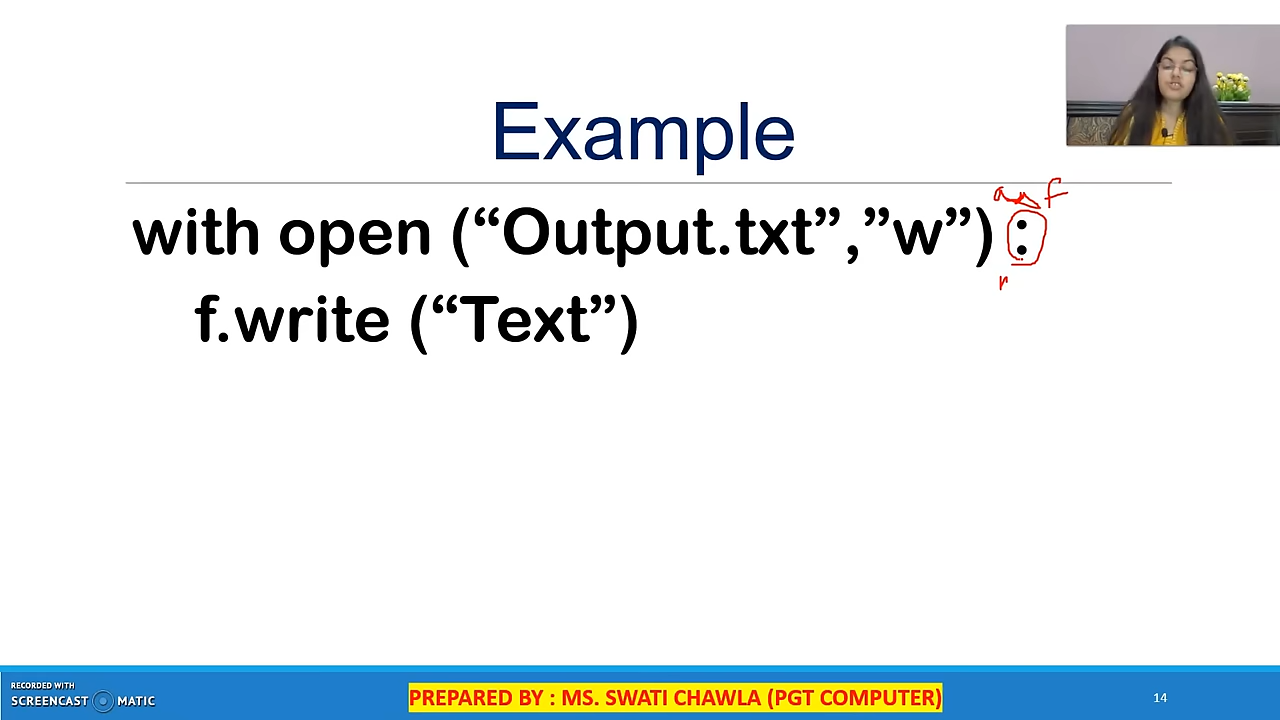 Example
as f
with open (“Output.txt”,”w”) :
r
f.write (“Text”)
RECORDED WITH
SCREENCAST MATIC
PREPARED BY : MS. SWATI CHAWLA (PGT COMPUTER)
14